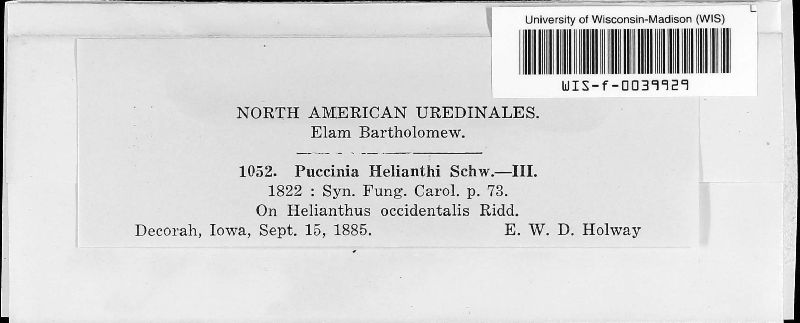 University of Wisconsin-Madison (WIS)
WIS-f-0039929
NORTH AMERICAN UREDINALES.
Elam Bartholomew.
1052. Puccinia Helianthi Schw.—III.
1822 : Syn. Fung. Carol. p. 73.
On Helianthus occidentalis Ridd.
Decorah, Iowa, Sept. 15, 1885. E. W. D. Holway